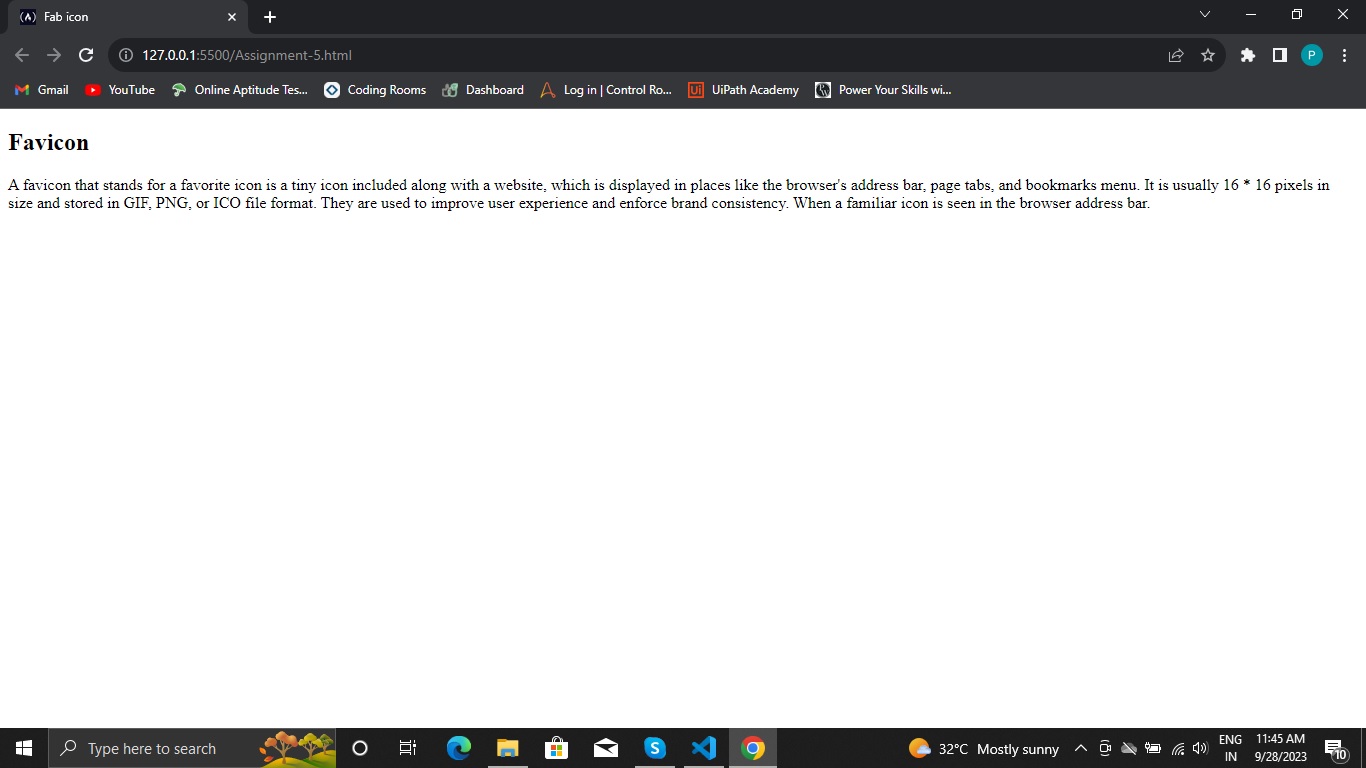 Fab icon
127.0.0.1:5500/Assignment-5.html
P
Gmail YouTube Online Aptitude Tes... Coding Rooms Dashboard Log in | Control Ro... UiPath Academy Power Your Skills wi...
Favicon
A favicon that stands for a favorite icon is a tiny icon included along with a website, which is displayed in places like the browser's address bar, page tabs, and bookmarks menu. It is usually 16 * 16 pixels in
size and stored in GIF, PNG, or ICO file format. They are used to improve user experience and enforce brand consistency. When a familiar icon is seen in the browser address bar.
Type here to search
32°C Mostly sunny
ENG
IN
11:45 AM
9/28/2023
10